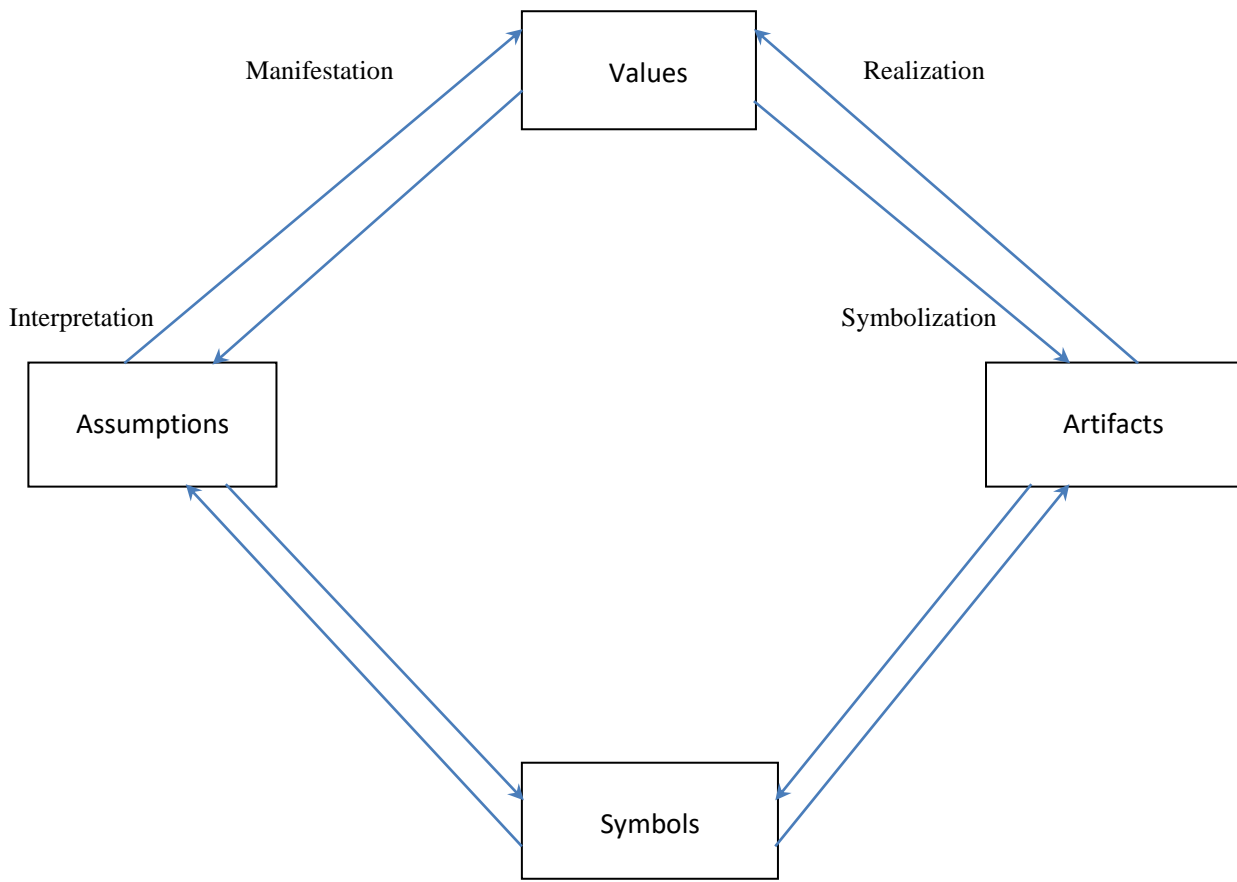 Values
Manifestation
Realization
Interpretation
Symbolization
Assumptions
Artifacts
Symbols